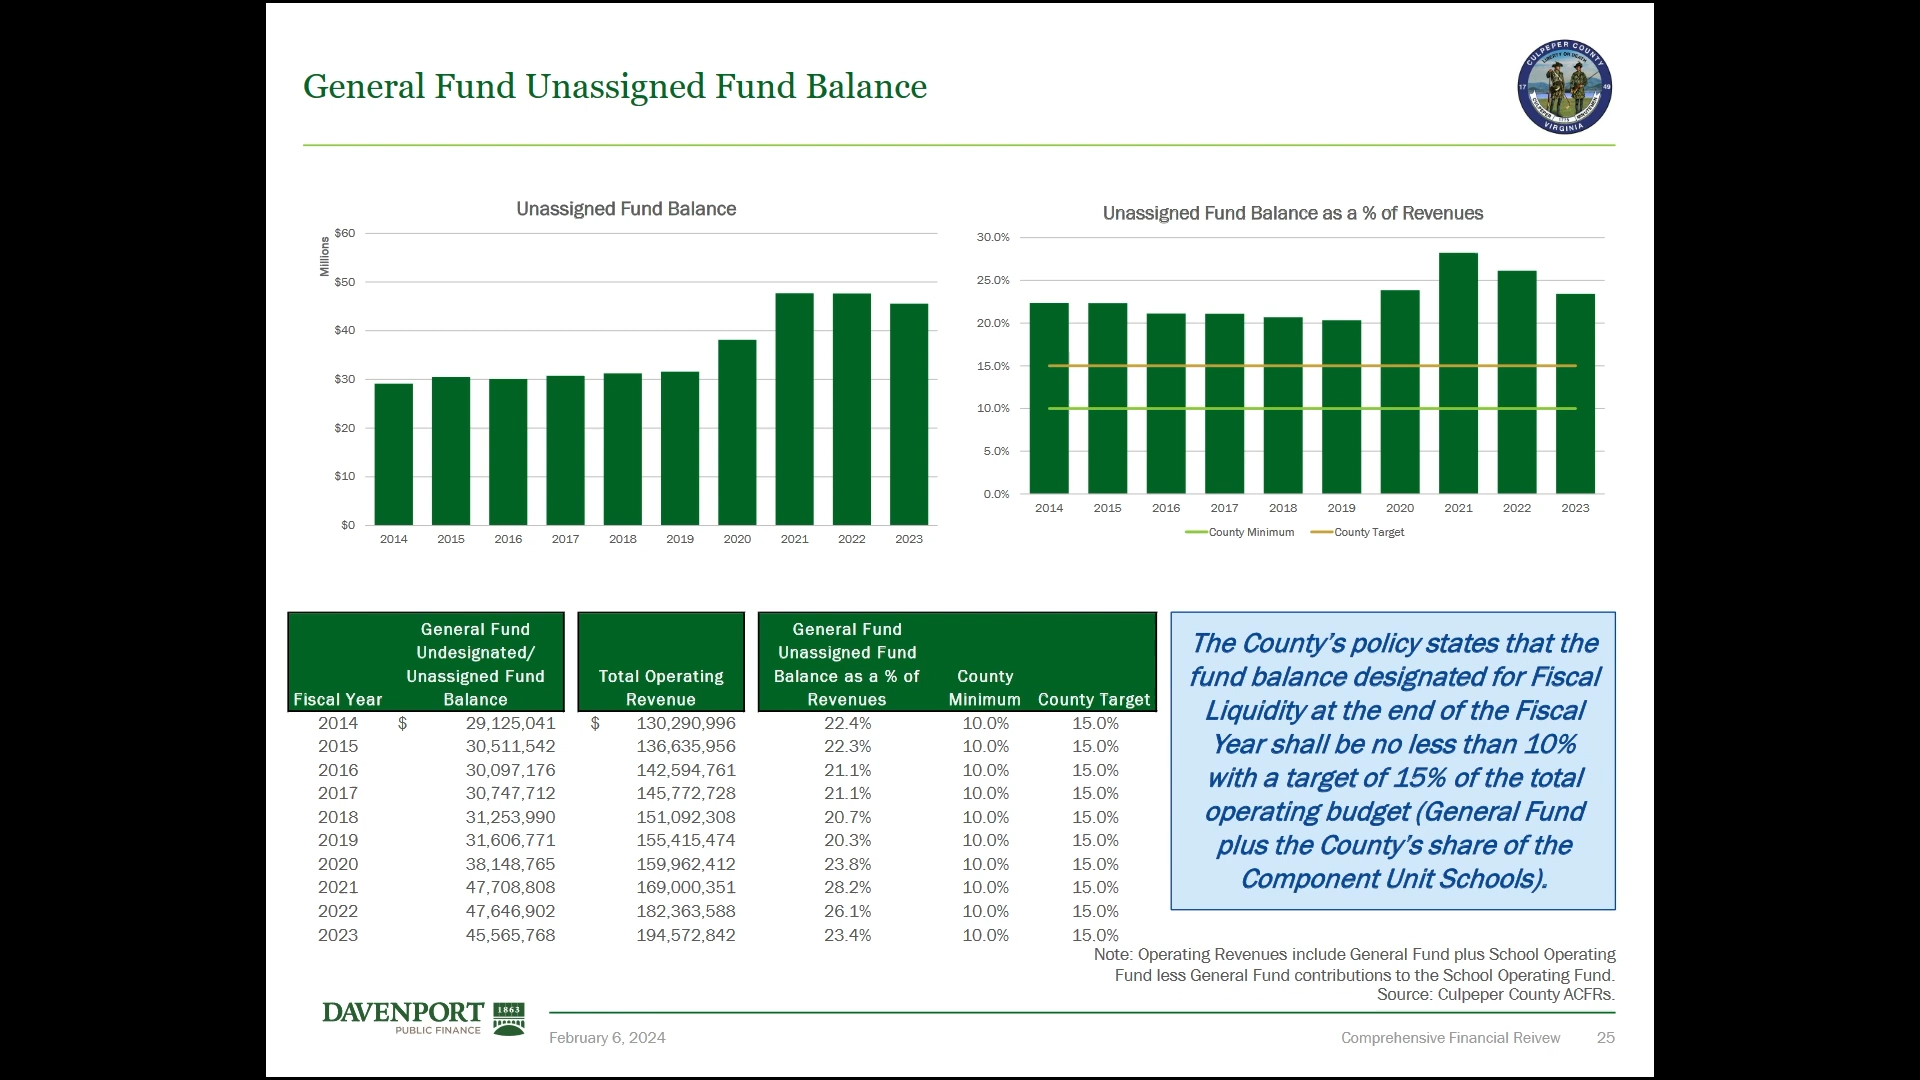 General Fund Unassigned Fund Balance
CULPEPER COUNTY
LIBERTY OR DEATH
17 49
VIRGINIA
Unassigned Fund Balance
Millions
$60
$50
$40
$30
$20
$10
$0
2014 2015 2016 2017 2018 2019 2020 2021 2022 2023
Unassigned Fund Balance as a % of Revenues
30.0%
25.0%
20.0%
15.0%
10.0%
5.0%
0.0%
2014 2015 2016 2017 2018 2019 2020 2021 2022 2023
County Minimum County Target
General Fund
Undesignated/
Unassigned Fund
Fiscal Year Balance
Total Operating
Revenue
General Fund
Unassigned Fund
Balance as a % of County
Revenues Minimum County Target
2014 $ 29,125,041 $ 130,290,996 22.4% 10.0% 15.0%
2015 30,511,542 136,635,956 22.3% 10.0% 15.0%
2016 30,097,176 142,594,761 21.1% 10.0% 15.0%
2017 30,747,712 145,772,728 21.1% 10.0% 15.0%
2018 31,253,990 151,092,308 20.7% 10.0% 15.0%
2019 31,606,771 155,415,474 20.3% 10.0% 15.0%
2020 38,148,765 159,962,412 23.8% 10.0% 15.0%
2021 47,708,808 169,000,351 28.2% 10.0% 15.0%
2022 47,646,902 182,363,588 26.1% 10.0% 15.0%
2023 45,565,768 194,572,842 23.4% 10.0% 15.0%
The County's policy states that the
fund balance designated for Fiscal
Liquidity at the end of the Fiscal
Year shall be no less than 10%
with a target of 15% of the total
operating budget (General Fund
plus the County's share of the
Component Unit Schools).
Note: Operating Revenues include General Fund plus School Operating
Fund less General Fund contributions to the School Operating Fund.
Source: Culpeper County ACFRs.
DAVENPORT 1863
PUBLIC FINANCE
February 6, 2024 Comprehensive Financial Reivew 25